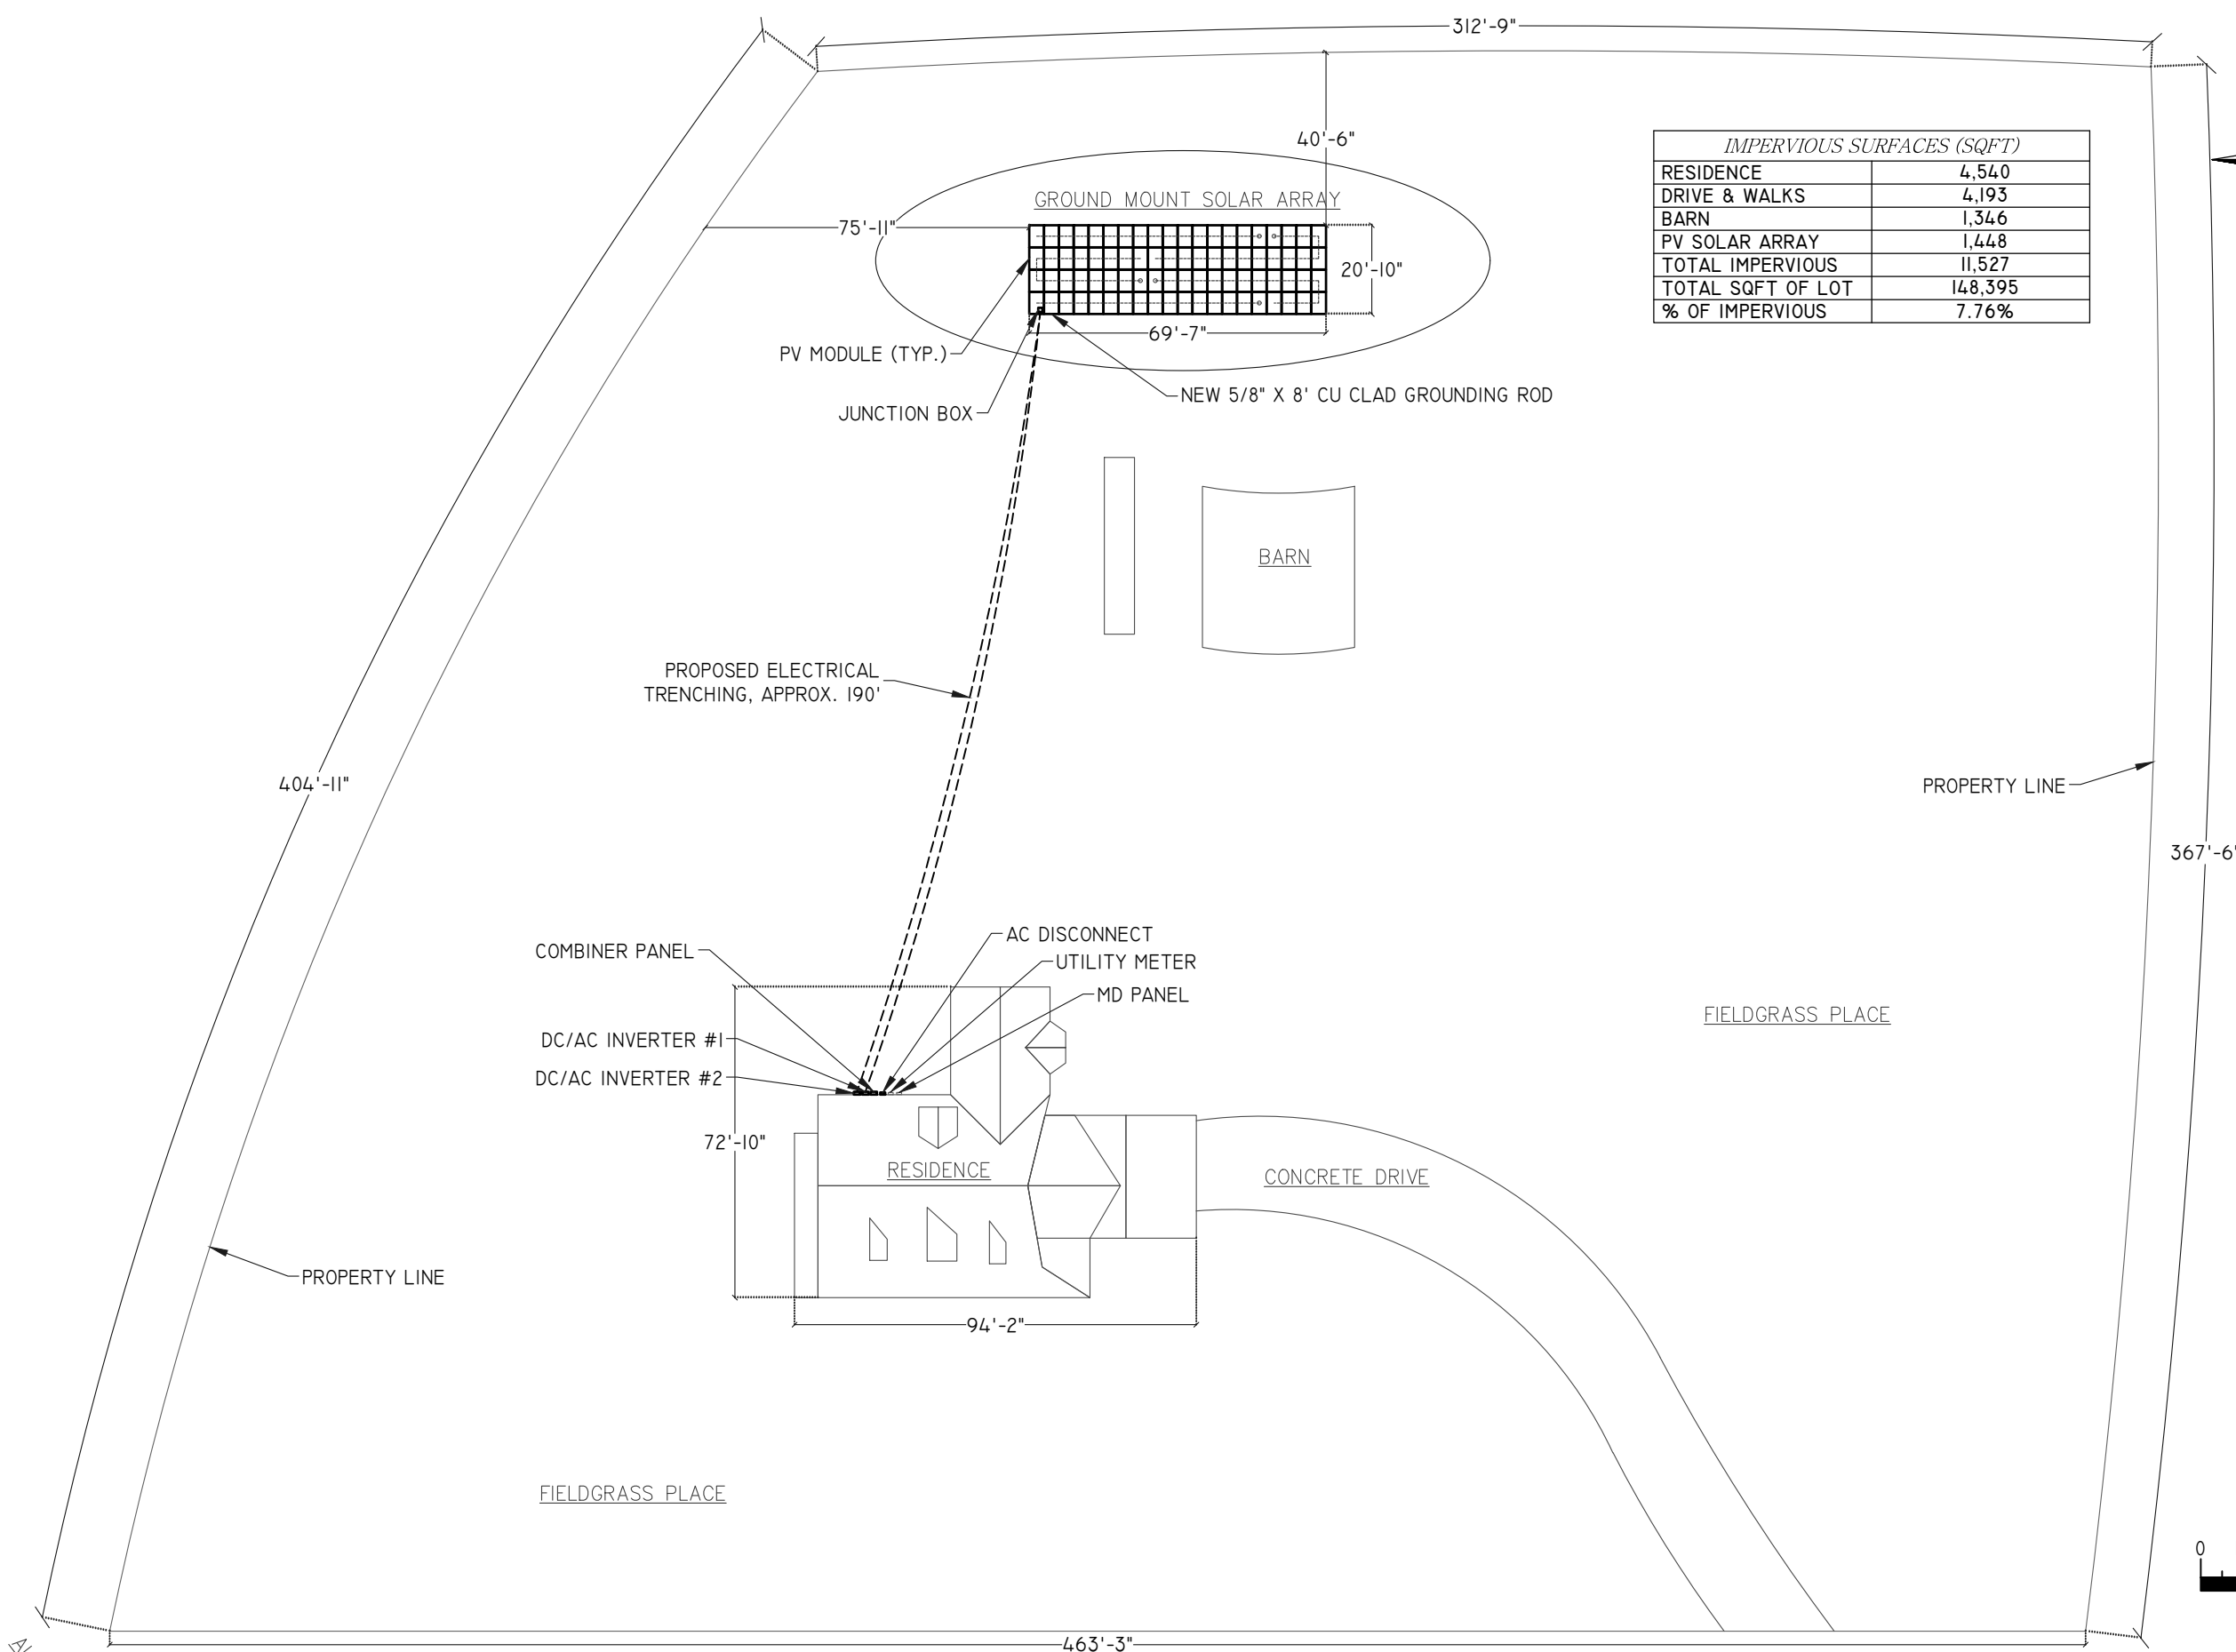 312'-9"
40'-6"
IMPERVIOUS SURFACES (SQFT)
RESIDENCE 4,540
DRIVE & WALKS 4,193
BARN 1,346
PV SOLAR ARRAY 1,448
TOTAL IMPERVIOUS 11,527
TOTAL SQFT OF LOT 148,395
% OF IMPERVIOUS 7.76%
GROUND MOUNT SOLAR ARRAY
75'-11"
20'-10"
69'-7"
PV MODULE (TYP.)
NEW 5/8" X 8' CU CLAD GROUNDING ROD
JUNCTION BOX
BARN
PROPOSED ELECTRICAL
TRENCHING, APPROX. 190'
404'-11"
PROPERTY LINE
367'-6"
COMBINER PANEL
AC DISCONNECT
UTILITY METER
MD PANEL
FIELDGRASS PLACE
DC/AC INVERTER #1
DC/AC INVERTER #2
72'-10"
RESIDENCE
CONCRETE DRIVE
PROPERTY LINE
94'-2"
FIELDGRASS PLACE
0
463'-3"